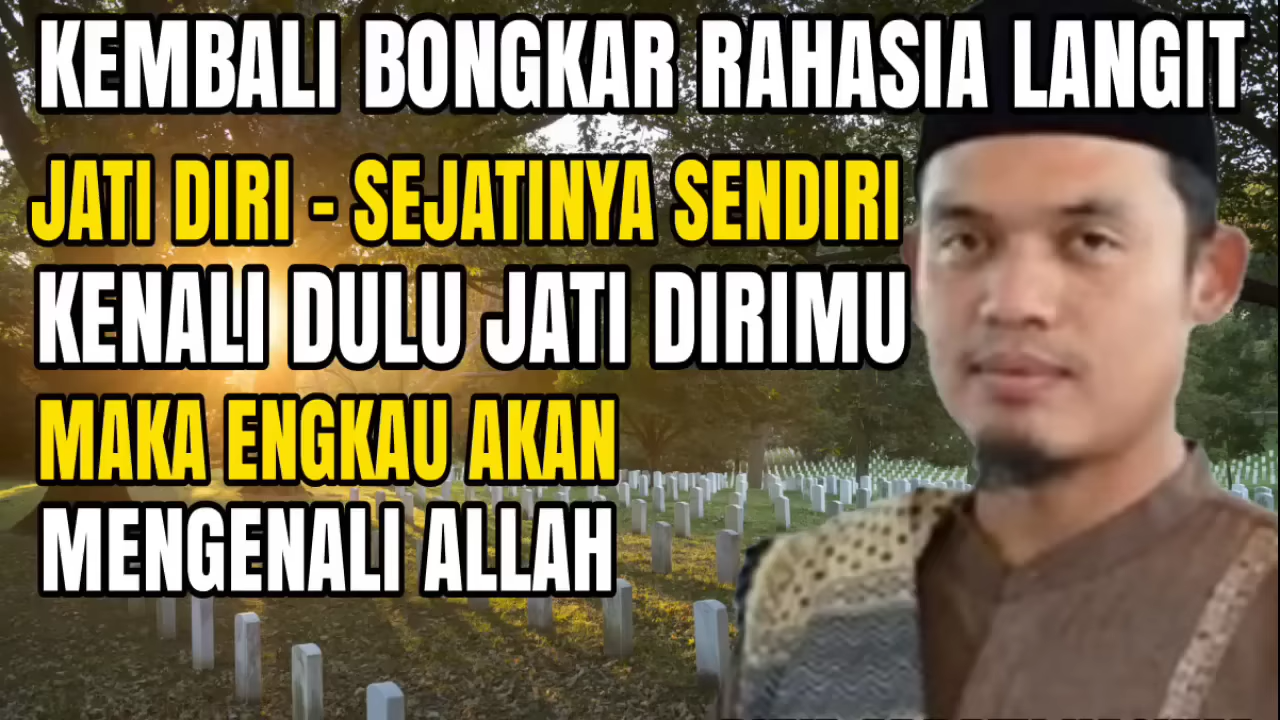 KEMBALI BONGKAR RAHASIA LANGIT
JATI DIRI - SEJATINYA SENDIRI
KENALI DULU JATI DIRIMU
MAKA ENGKAU AKAN
MENGENALI ALLAH